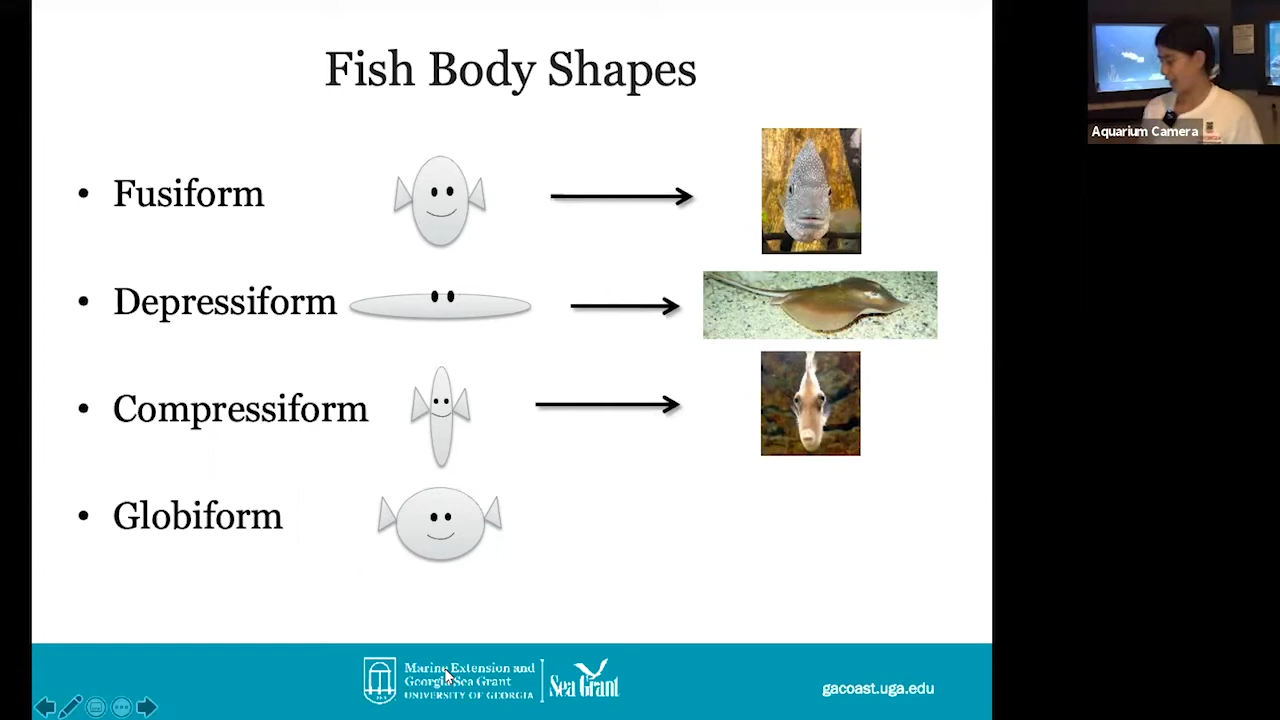 Fish Body Shapes
Aquarium Camera
• Fusiform
• Depressiform
• Compressiform
• Globiform
Marine Extension and
Georgia Sea Grant
UNIVERSITY OF GEORGIA
Sea Grant
gacoast.uga.edu